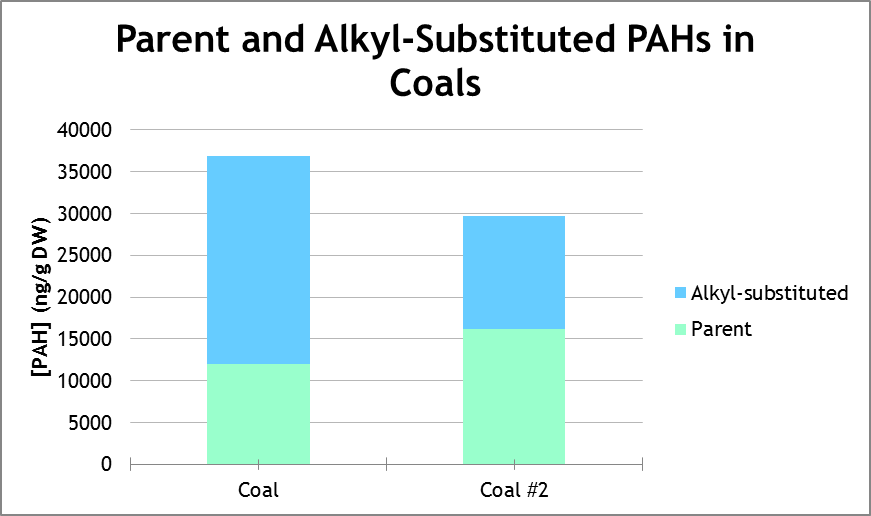 Parent and Alkyl-Substituted PAHs in
Coals
[PAH] (ng/g DW)
40000
35000
30000
25000
20000
15000
10000
5000
0
Coal
Coal #2
Alkyl-substituted
Parent